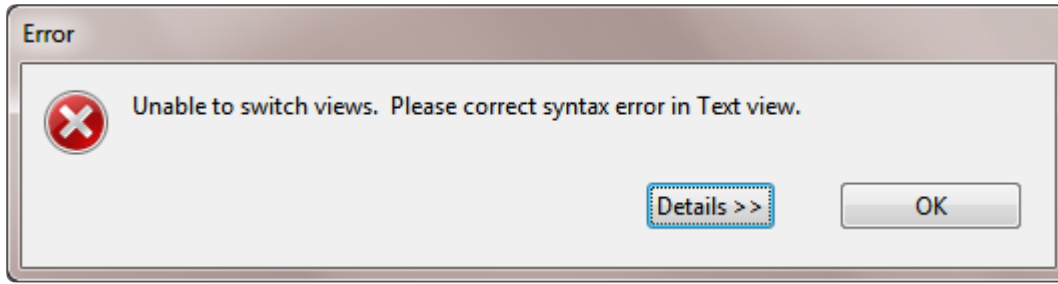 Error
Unable to switch views.  Please correct syntax error in Text view.
Details >>
OK